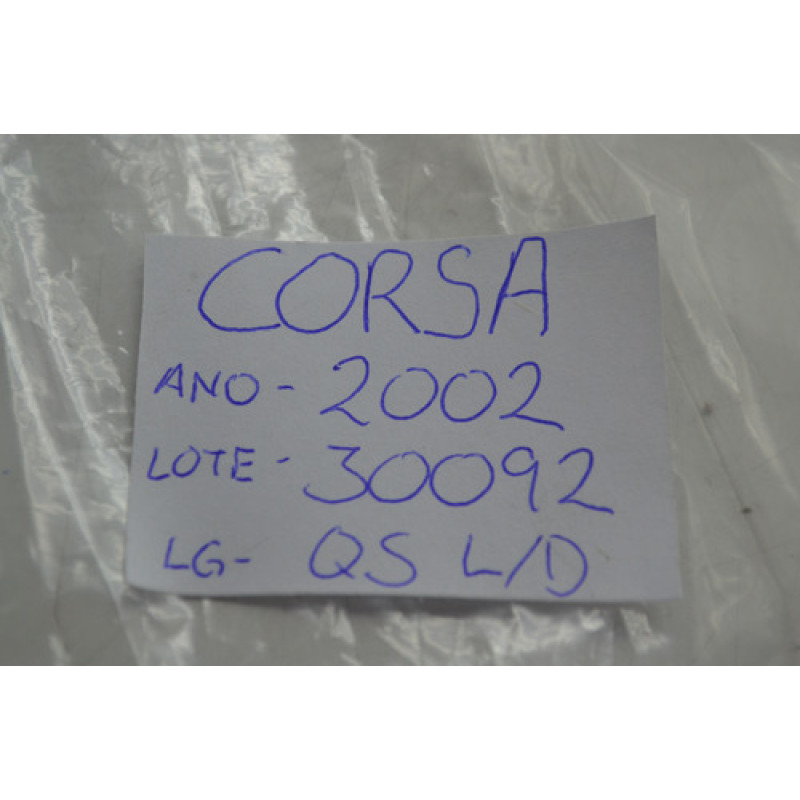 CORSA
ANO - 2002
LOTE - 30092
LG - QS L/D